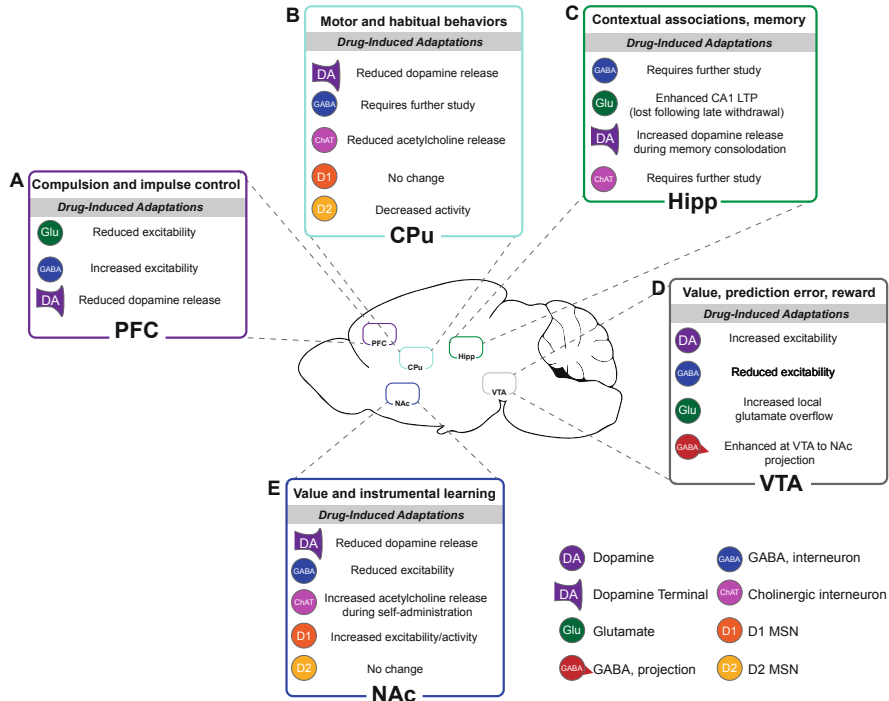 A
Compulsion and impulse control
Drug-Induced Adaptations
Glu Reduced excitability
GABA Increased excitability
DA Reduced dopamine release
PFC
B
Motor and habitual behaviors
Drug-Induced Adaptations
DA Reduced dopamine release
GABA Requires further study
ChAT Reduced acetylcholine release
D1 No change
D2 Decreased activity
CPu
C
Contextual associations, memory
Drug-Induced Adaptations
GABA Requires further study
Glu Enhanced CA1 LTP
(lost following late withdrawal)
DA Increased dopamine release
during memory consolodation
ChAT Requires further study
Hipp
PFC
CPu
Hipp
NAc
VTA
D
Value, prediction error, reward
Drug-Induced Adaptations
DA Increased excitability
GABA Reduced excitability
Glu Increased local
glutamate overflow
GABA Enhanced at VTA to NAc
projection
VTA
E
Value and instrumental learning
Drug-Induced Adaptations
DA Reduced dopamine release
GABA Reduced excitability
ChAT Increased acetylcholine release
during self-administration
D1 Increased excitability/activity
D2 No change
NAc
DA Dopamine
DA Dopamine Terminal
Glu Glutamate
GABA GABA, projection
GABA GABA, interneuron
ChAT Cholinergic interneuron
D1 D1 MSN
D2 D2 MSN